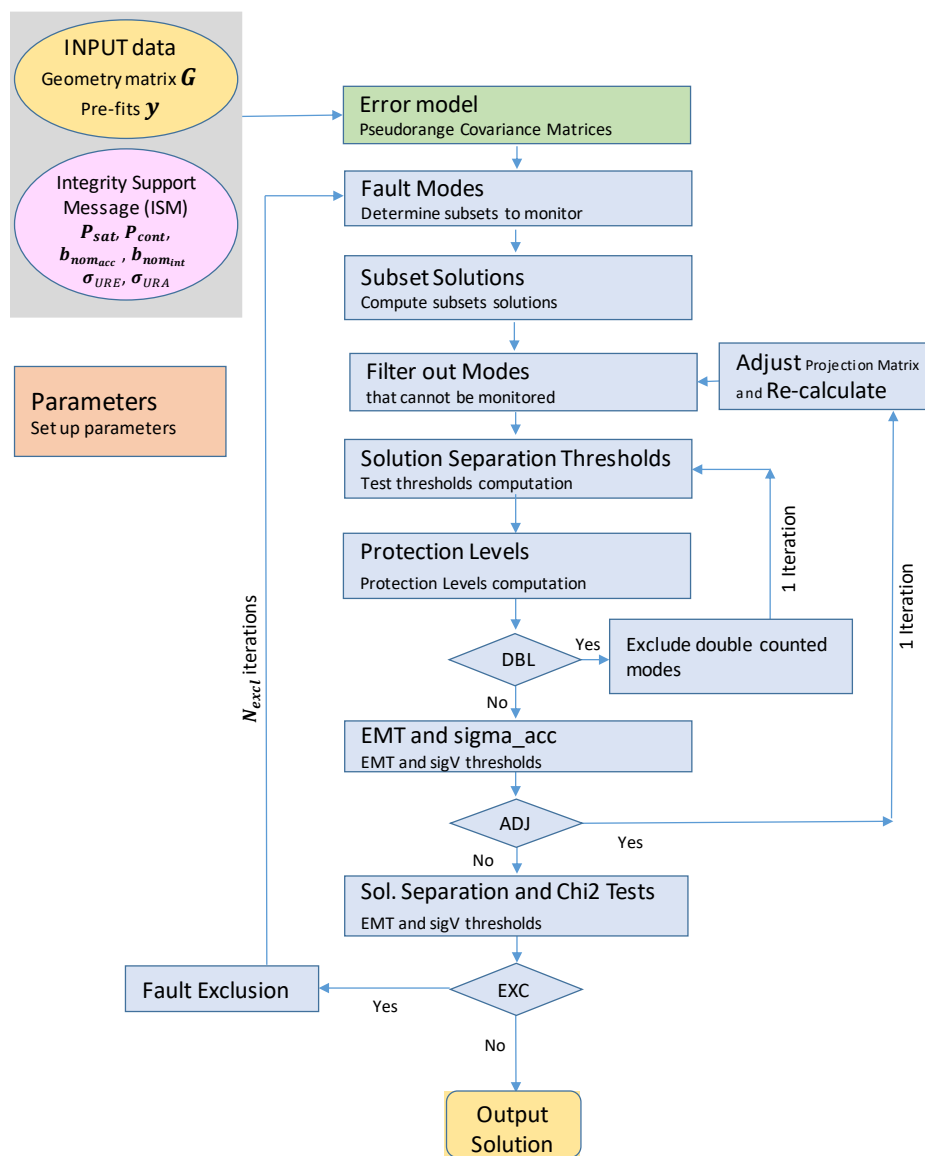 INPUT data
Geometry matrix G
Pre-fits y
Integrity Support
Message (ISM)
P_sat, P_cont,
b_nom_acc , b_nom_int
σ_URE, σ_URA
Parameters
Set up parameters
Error model
Pseudorange Covariance Matrices
Fault Modes
Determine subsets to monitor
Subset Solutions
Compute subsets solutions
Filter out Modes
that cannot be monitored
Adjust Projection Matrix
and Re-calculate
Solution Separation Thresholds
Test thresholds computation
1 Iteration
1 Iteration
Protection Levels
Protection Levels computation
DBL
Yes
Exclude double counted
modes
No
N_excl iterations
EMT and sigma_acc
EMT and sigV thresholds
ADJ
Yes
No
Sol. Separation and Chi2 Tests
EMT and sigV thresholds
EXC
Yes
Fault Exclusion
No
Output
Solution